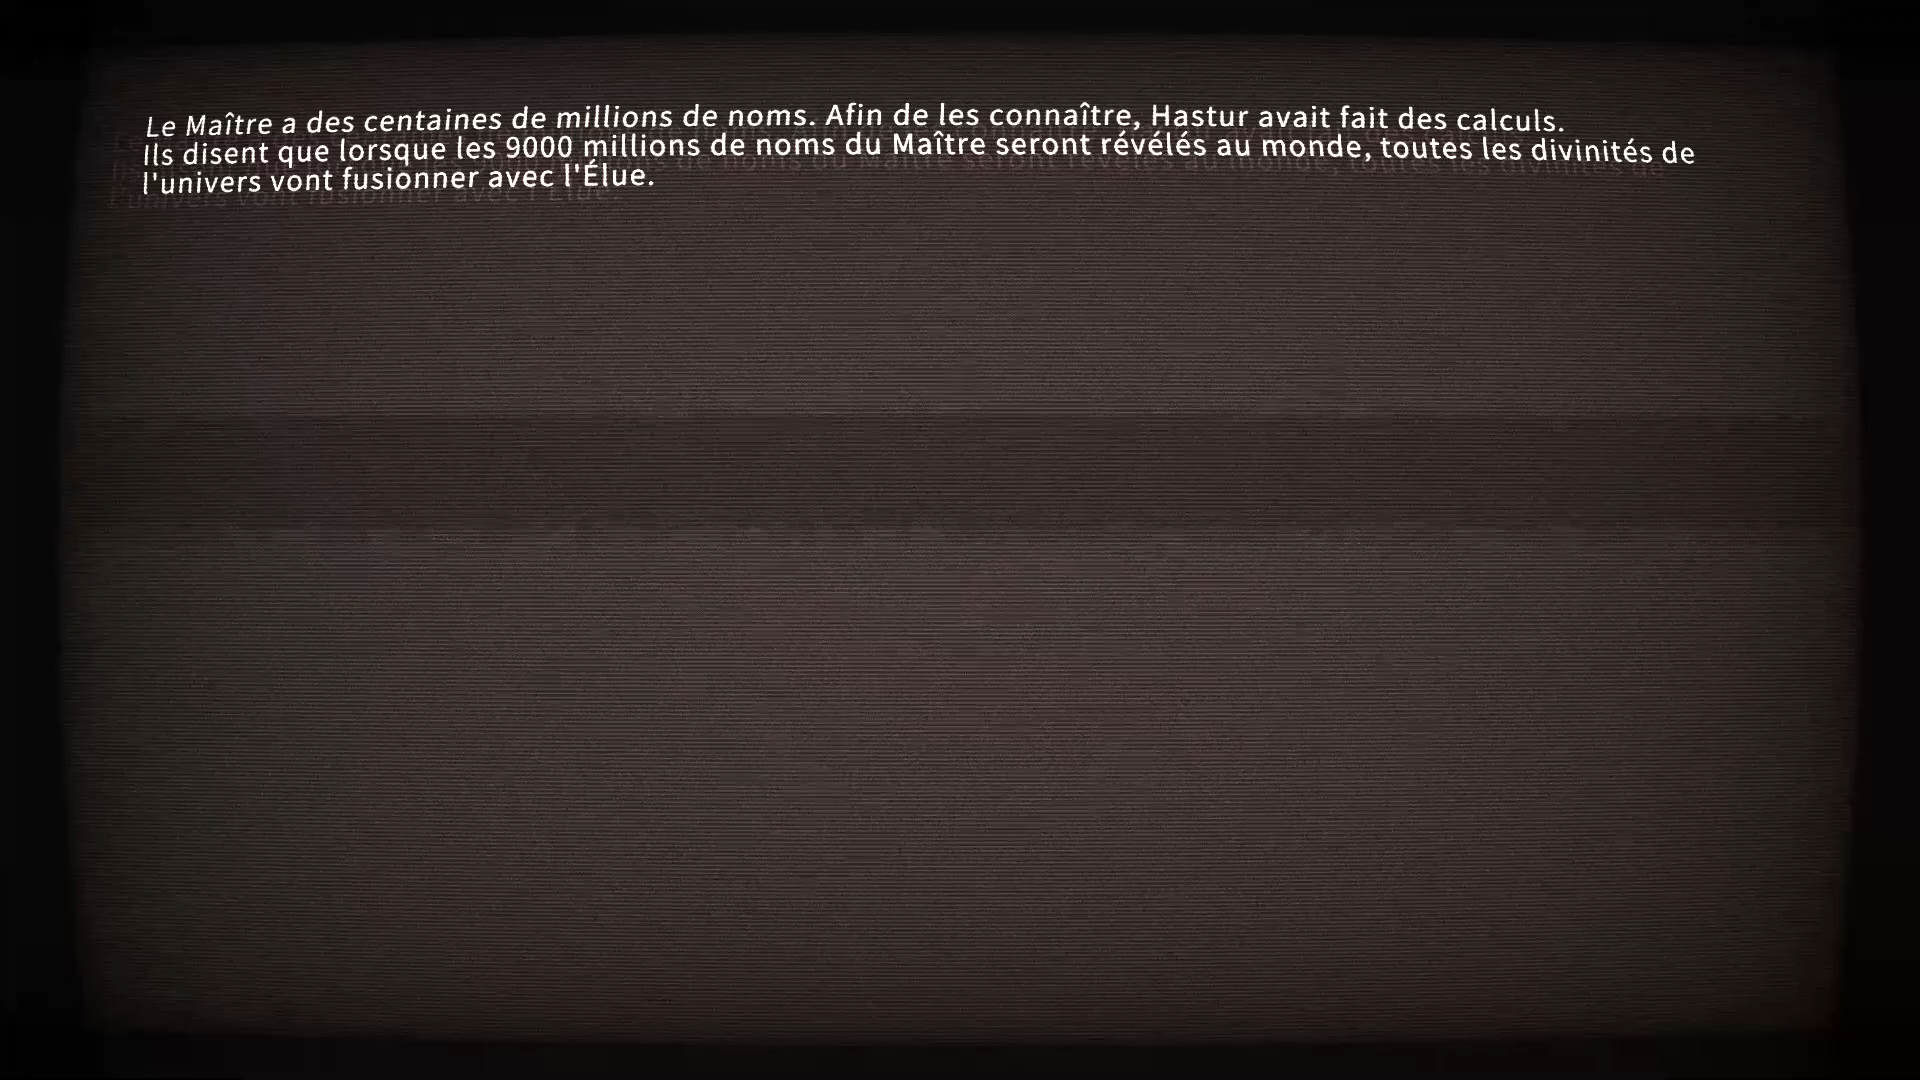 Le Maître a des centaines de millions de noms. Afin de les connaître, Hastur avait fait des calculs.
Ils disent que lorsque les 9000 millions de noms du Maître seront révélés au monde, toutes les divinités de
l'univers vont fusionner avec l'Élue.